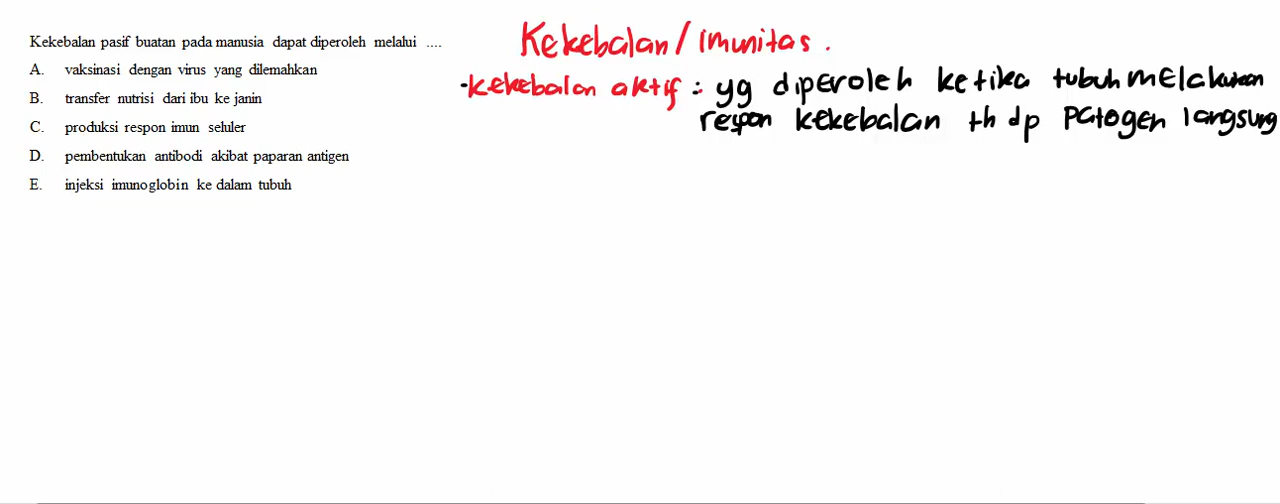 Kekebalan pasif buatan pada manusia dapat diperoleh melalui ....
A. vaksinasi dengan virus yang dilemahkan
B. transfer nutrisi dari ibu ke janin
C. produksi respon imun seluler
D. pembentukan antibodi akibat paparan antigen
E. injeksi imunoglobin ke dalam tubuh
Kekebalan / imunitas.
-kekebalan aktif : yg diperoleh ketika tubuh melakukan
respon kekebalan thdp patogen langsung